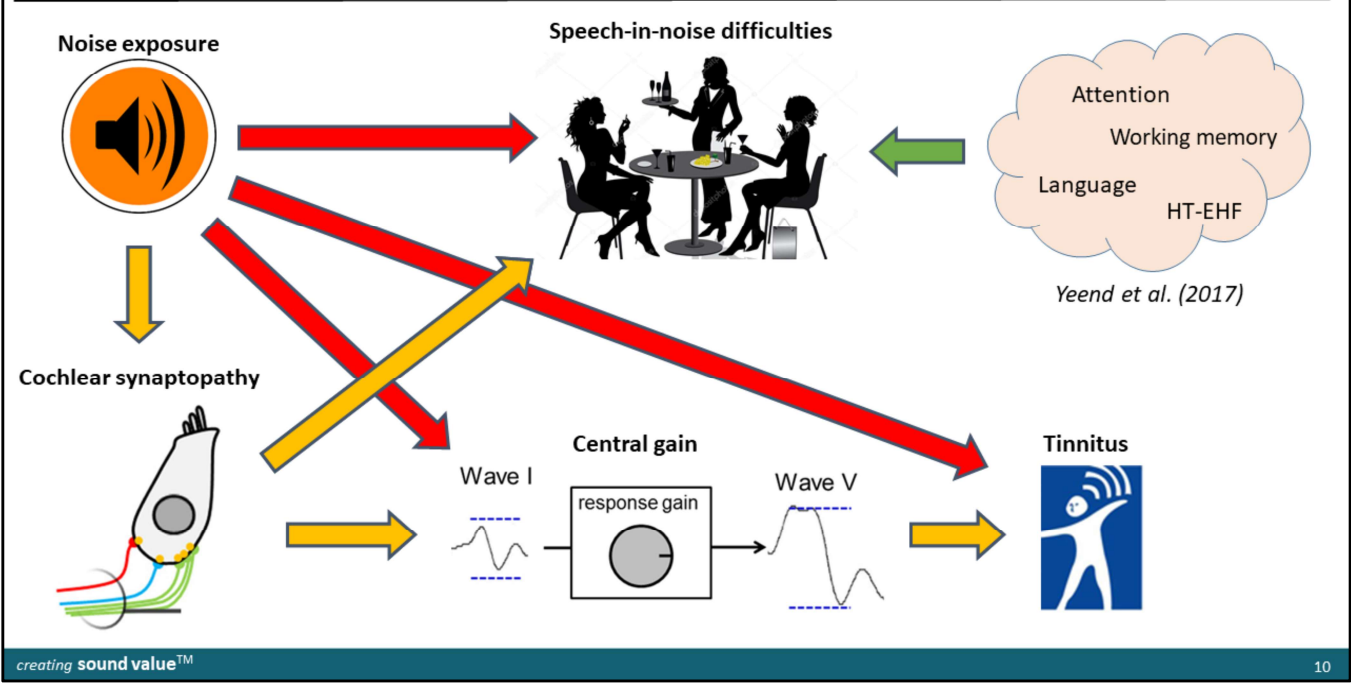 Noise exposure
Speech-in-noise difficulties
Attention
Working memory
Language
HT-EHF
Yeend et al. (2017)
Cochlear synaptopathy
Central gain
Tinnitus
Wave I
response gain
Wave V
creating sound value™
10